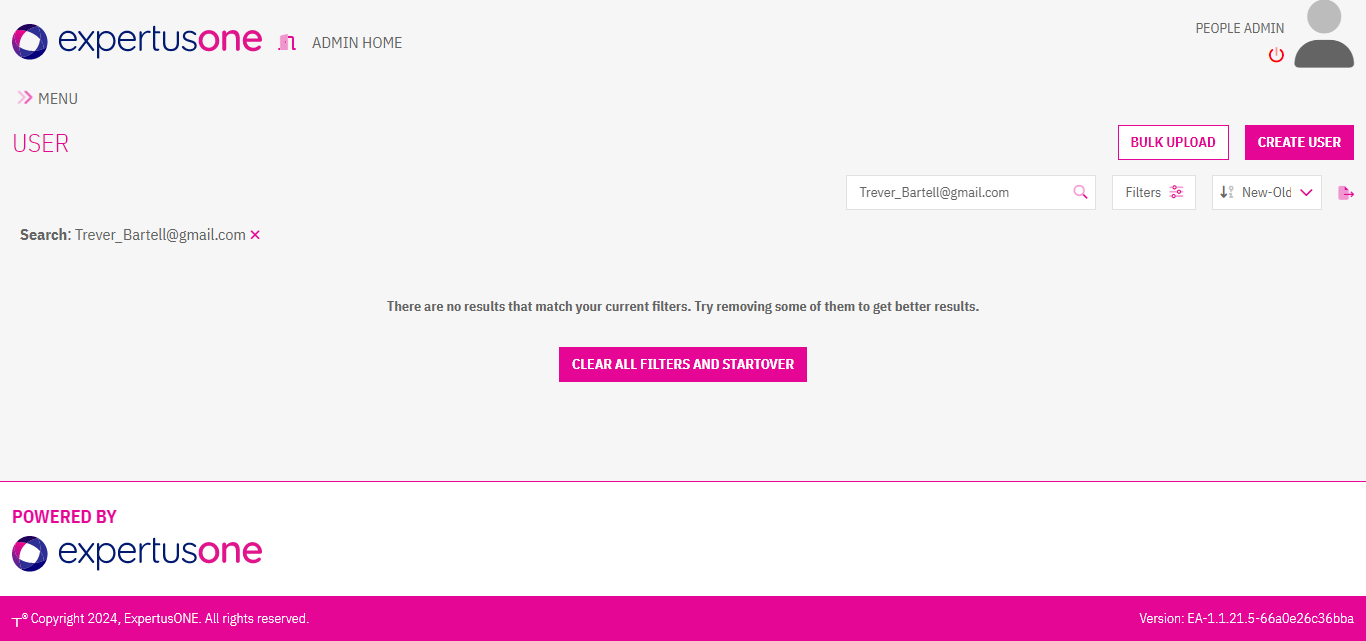 expertusone
ADMIN HOME
PEOPLE ADMIN
MENU
USER
BULK UPLOAD
CREATE USER
Trever_Bartell@gmail.com
Filters
New-Old
Search: Trever_Bartell@gmail.com ×
There are no results that match your current filters. Try removing some of them to get better results.
CLEAR ALL FILTERS AND STARTOVER
POWERED BY
expertusone
┬® Copyright 2024, ExpertusONE. All rights reserved.
Version: EA-1.1.21.5-66a0e26c36bba